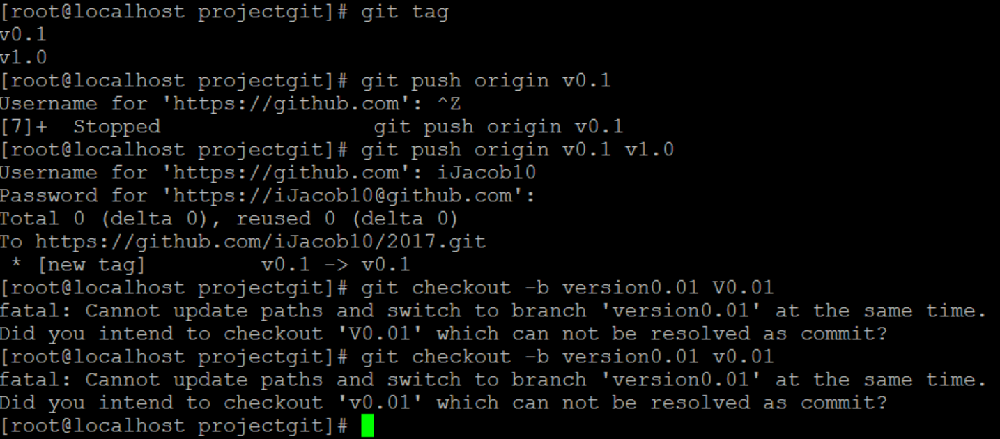 [root@localhost projectgit]# git tag
v0.1
v1.0
[root@localhost projectgit]# git push origin v0.1
Username for 'https://github.com': ^Z
[7]+  Stopped                 git push origin v0.1
[root@localhost projectgit]# git push origin v0.1 v1.0
Username for 'https://github.com': iJacob10
Password for 'https://iJacob10@github.com':
Total 0 (delta 0), reused 0 (delta 0)
To https://github.com/iJacob10/2017.git
 * [new tag]         v0.1 -> v0.1
[root@localhost projectgit]# git checkout -b version0.01 V0.01
fatal: Cannot update paths and switch to branch 'version0.01' at the same time.
Did you intend to checkout 'V0.01' which can not be resolved as commit?
[root@localhost projectgit]# git checkout -b version0.01 v0.01
fatal: Cannot update paths and switch to branch 'version0.01' at the same time.
Did you intend to checkout 'v0.01' which can not be resolved as commit?
[root@localhost projectgit]#